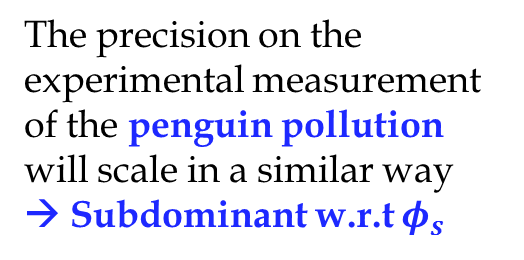 The precision on the
experimental measurement
of the penguin pollution
will scale in a similar way
→ Subdominant w.r.t ϕₛ